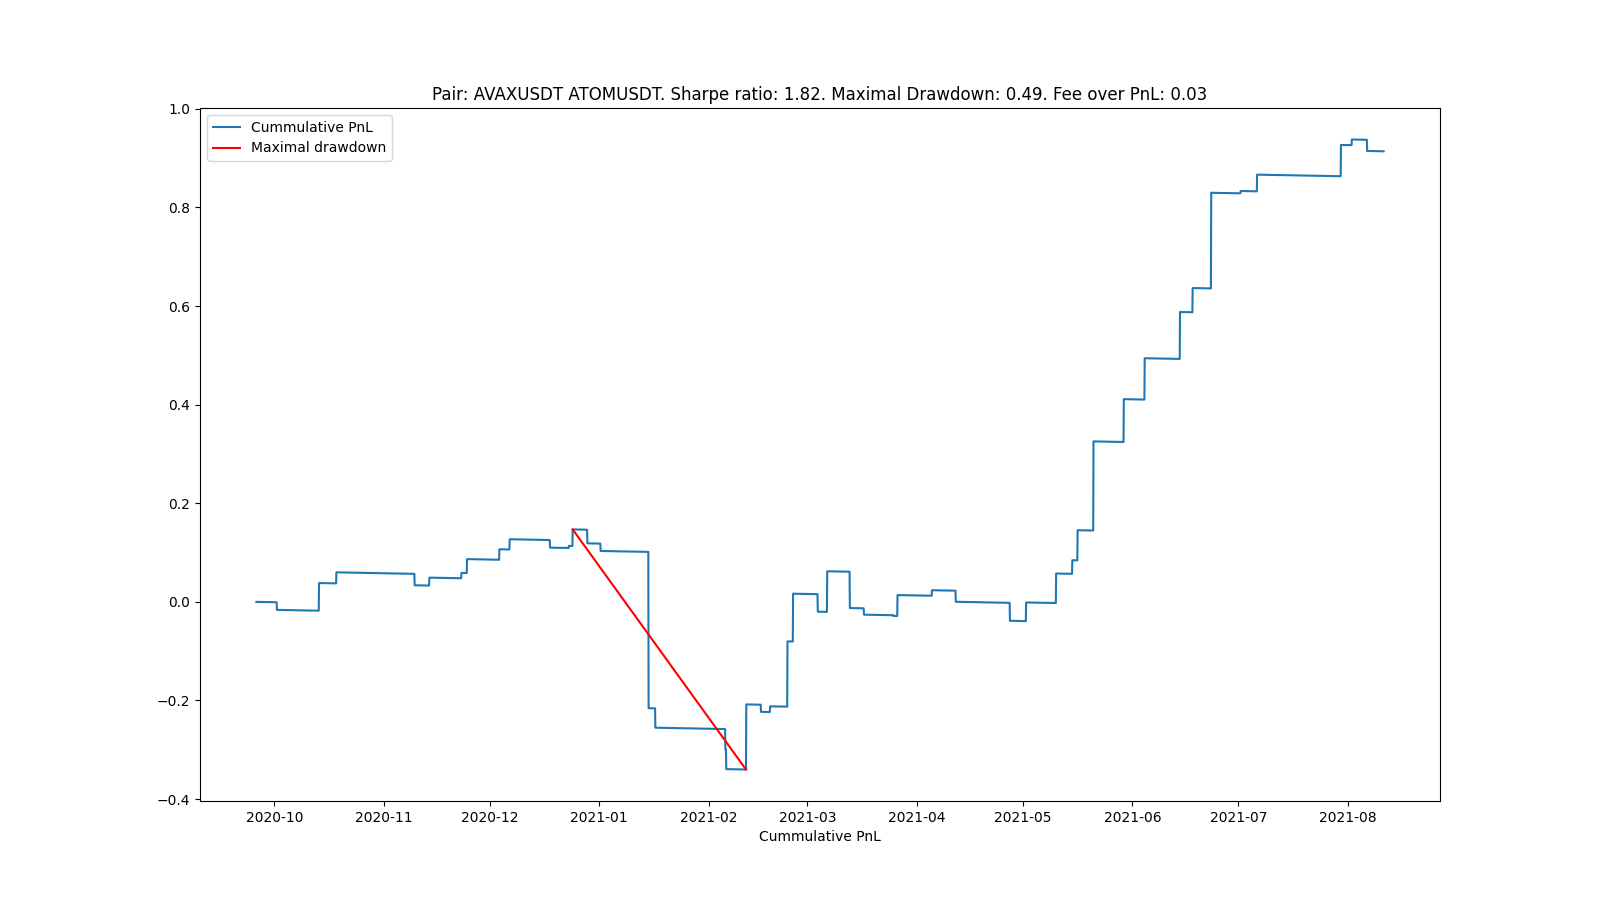 Pair: AVAXUSDT ATOMUSDT. Sharpe ratio: 1.82. Maximal Drawdown: 0.49. Fee over PnL: 0.03
Cummulative PnL
Maximal drawdown
1.0
0.8
0.6
0.4
0.2
0.0
−0.2
−0.4
2020-10 2020-11 2020-12 2021-01 2021-02 2021-03 2021-04 2021-05 2021-06 2021-07 2021-08
Cummulative PnL